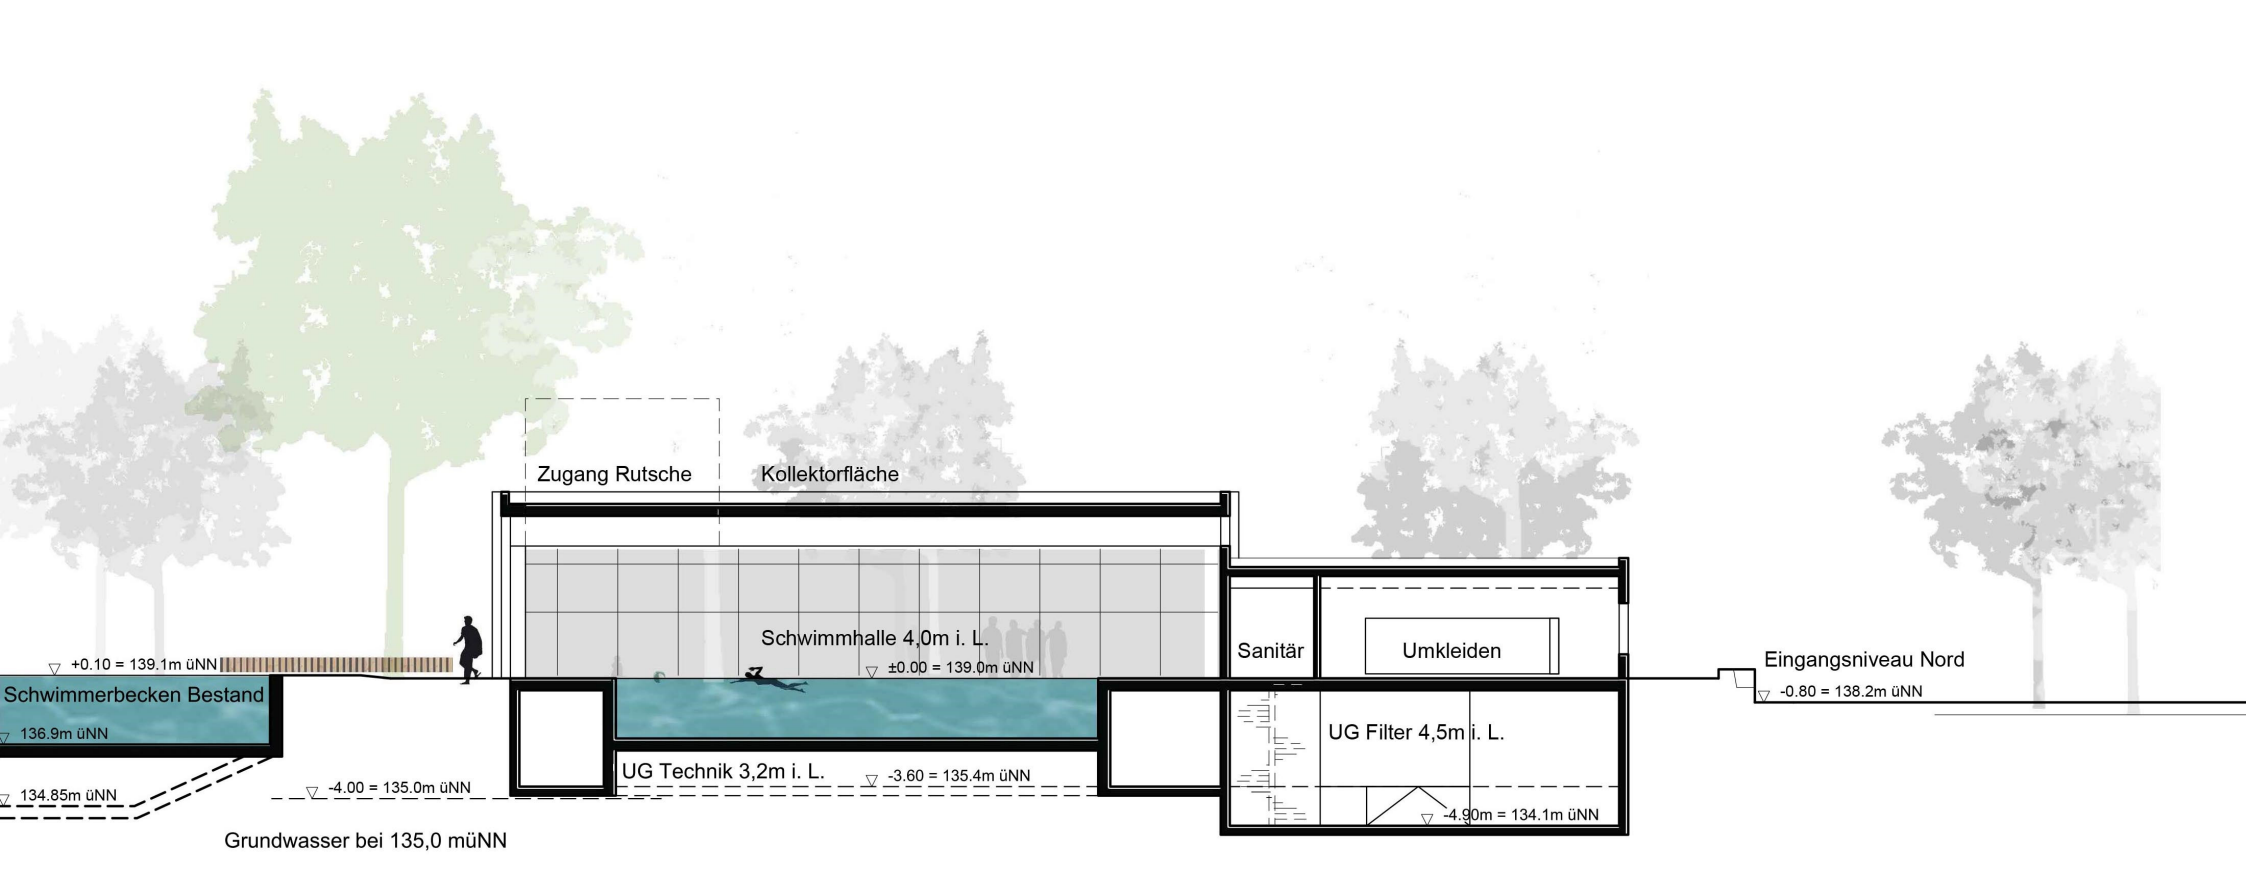 Zugang Rutsche
Kollektorfläche
Schwimmhalle 4,0m i. L.
Sanitär
Umkleiden
Eingangsniveau Nord
+0.10 = 139.1m üNN
±0.00 = 139.0m üNN
-0.80 = 138.2m üNN
Schwimmerbecken Bestand
136.9m üNN
UG Filter 4,5m i. L.
UG Technik 3,2m i. L.
-3.60 = 135.4m üNN
134.85m üNN
-4.00 = 135.0m üNN
-4.90m = 134.1m üNN
Grundwasser bei 135,0 müNN